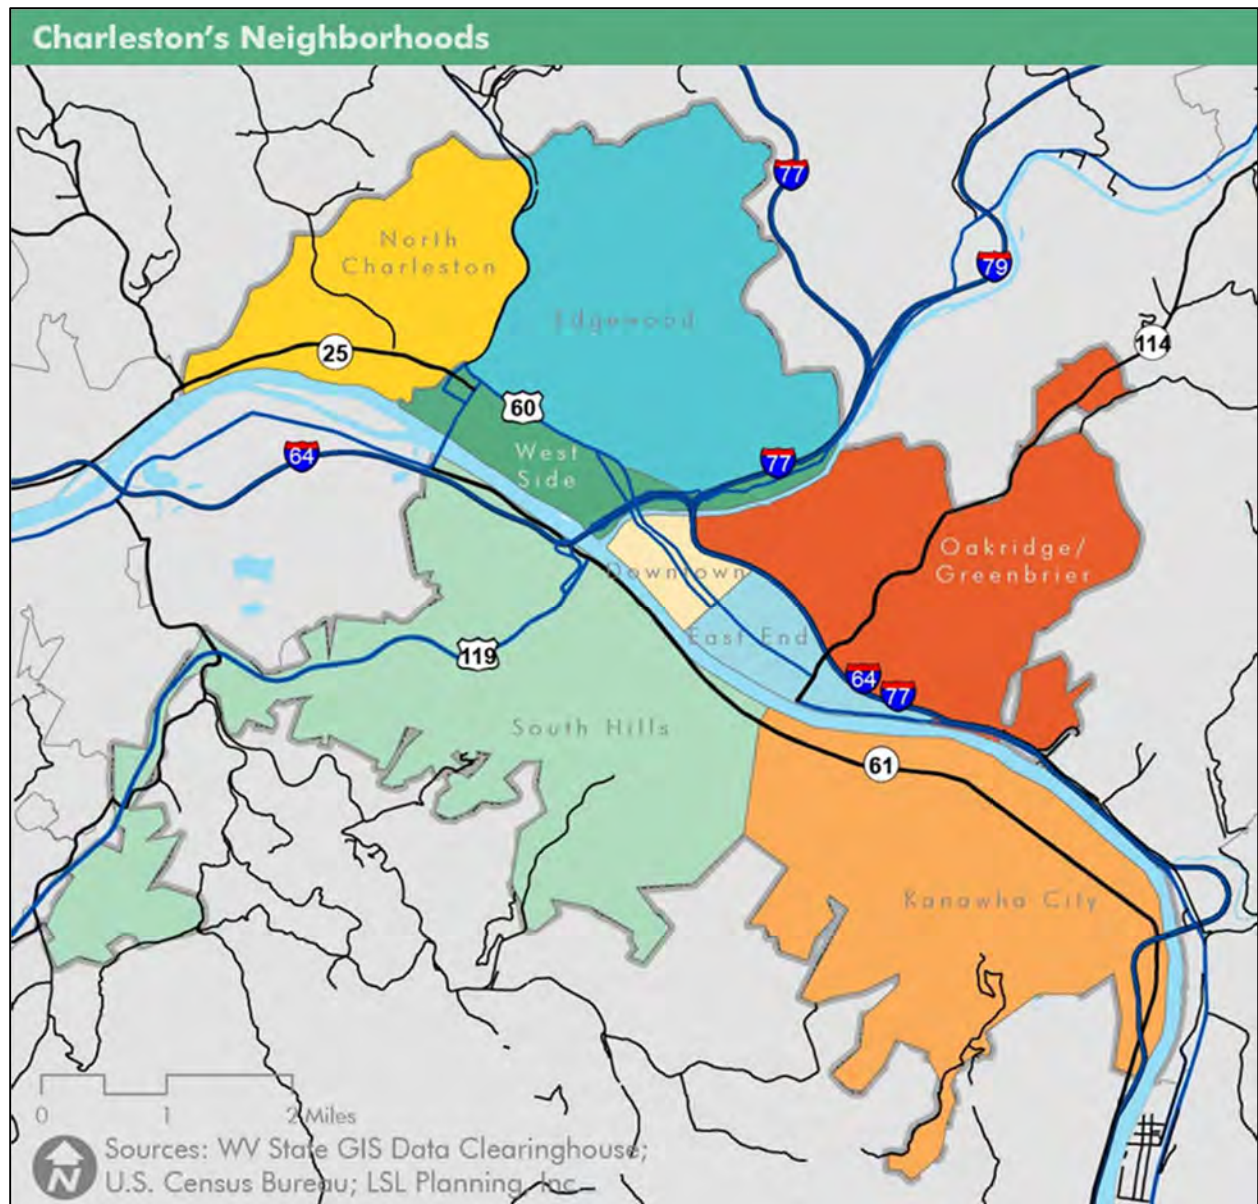 Charleston's Neighborhoods
77
North
Charleston
79
Edgewood
114
25
60
64
West
Side
77
Oakridge/
Greenbrier
Downtown
East End
119
64
77
South Hills
61
Kanawha City
0 1 2 Miles
N
Sources: WV State GIS Data Clearinghouse;
U.S. Census Bureau; LSL Planning, Inc